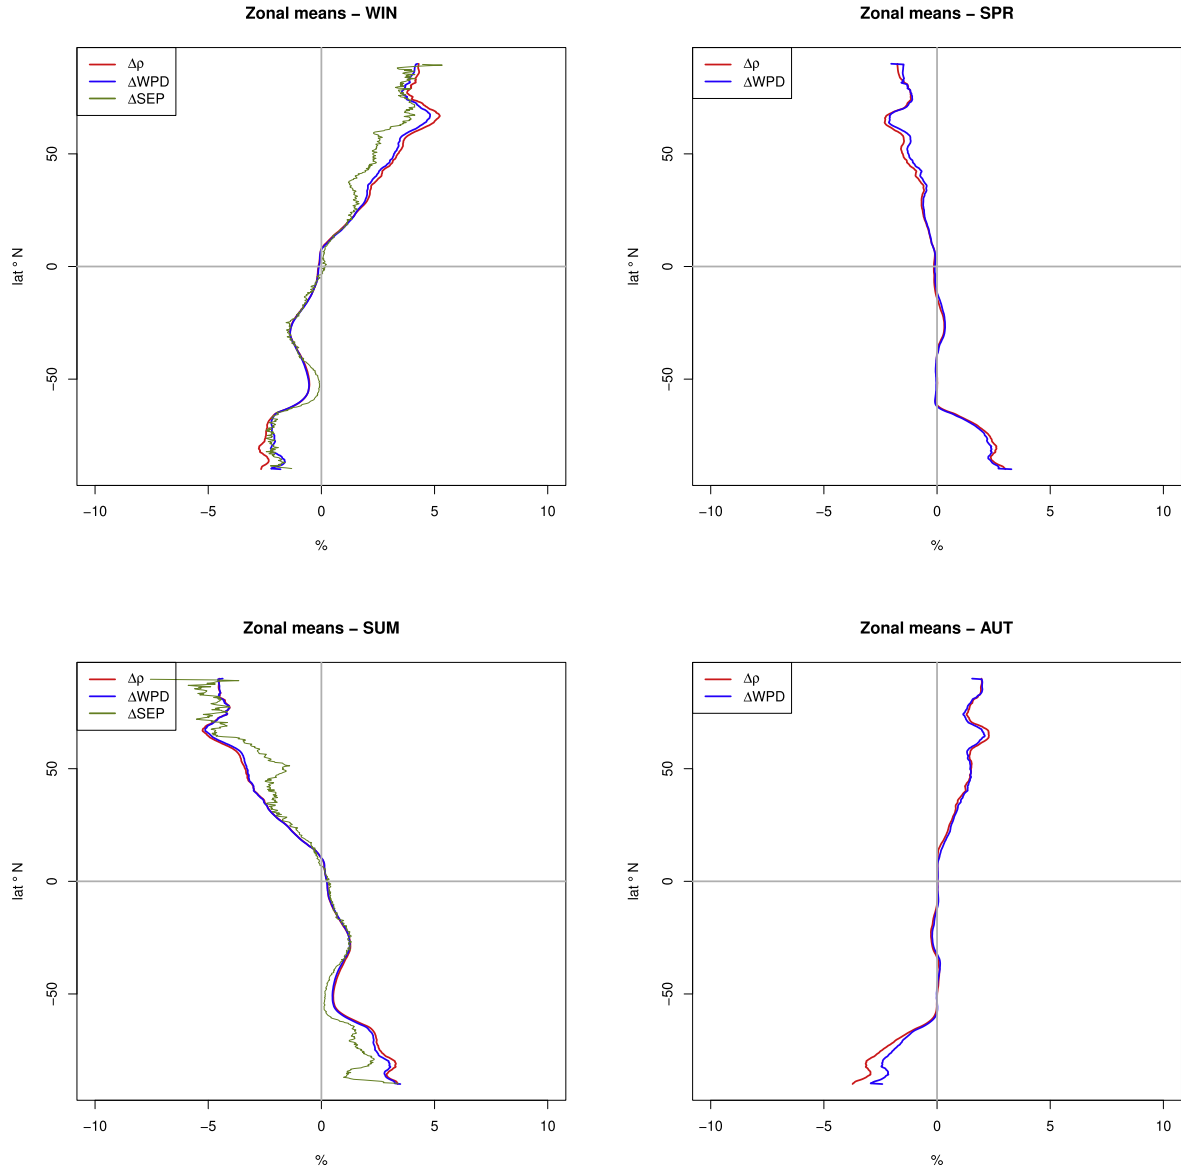 Zonal means − WIN
Δρ
ΔWPD
ΔSEP
lat ° N
50
0
−50
−10 −5 0 5 10
%
Zonal means − SPR
Δρ
ΔWPD
lat ° N
50
0
−50
−10 −5 0 5 10
%
Zonal means − SUM
Δρ
ΔWPD
ΔSEP
lat ° N
50
0
−50
−10 −5 0 5 10
%
Zonal means − AUT
Δρ
ΔWPD
lat ° N
50
0
−50
−10 −5 0 5 10
%